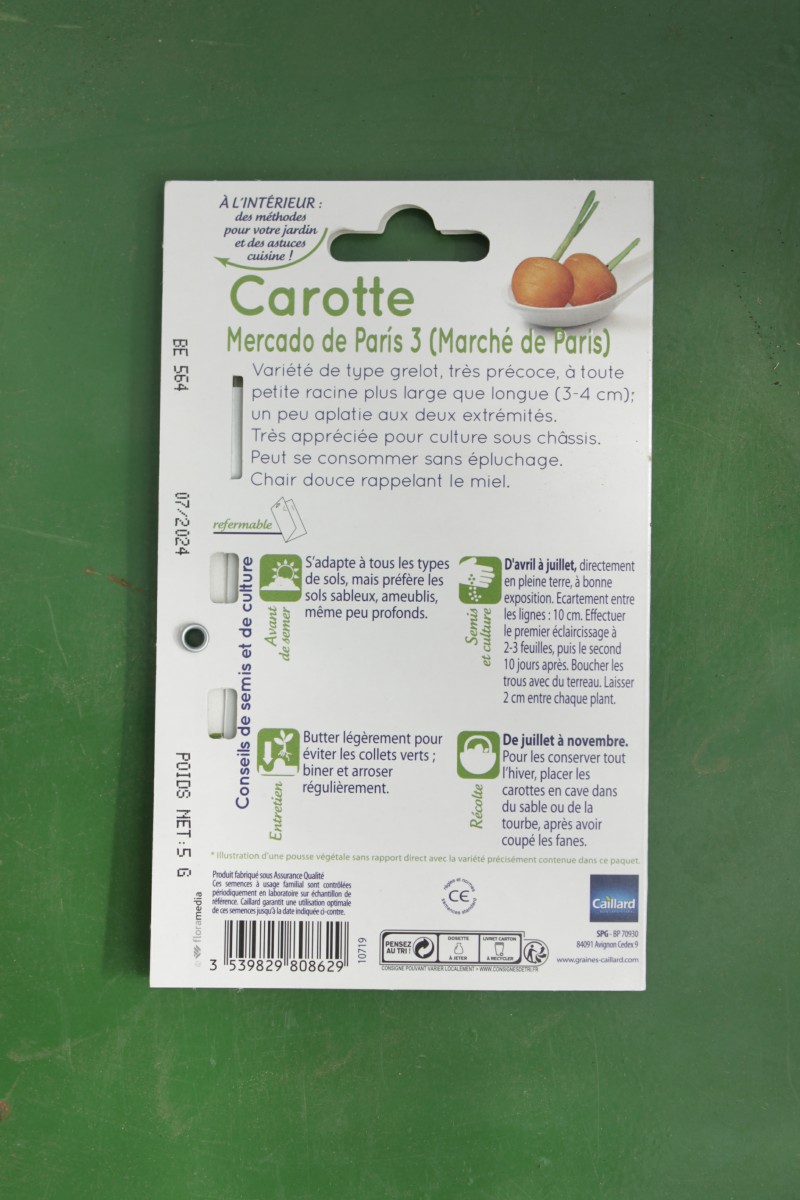 À L'INTÉRIEUR :
des méthodes
pour votre jardin
et des astuces
cuisine !
Carotte
Mercado de París 3 (Marché de Paris)
Variété de type grelot, très précoce, à toute
petite racine plus large que longue (3-4 cm);
un peu aplatie aux deux extrémités.
Très appréciée pour culture sous châssis.
Peut se consommer sans épluchage.
Chair douce rappelant le miel.
BE 564
07/2024
POIDS NET:5 G
refermable
Conseils de semis et de culture
Avant
de semer
S'adapte à tous les types
de sols, mais préfère les
sols sableux, ameublis,
même peu profonds.
Semis
et culture
D'avril à juillet, directement
en pleine terre, à bonne
exposition. Ecartement entre
les lignes : 10 cm. Effectuer
le premier éclaircissage à
2-3 feuilles, puis le second
10 jours après. Boucher les
trous avec du terreau. Laisser
2 cm entre chaque plant.
Entretien
Butter légèrement pour
éviter les collets verts ;
biner et arroser
régulièrement.
Récolte
De juillet à novembre.
Pour les conserver tout
l'hiver, placer les
carottes en cave dans
du sable ou de la
tourbe, après avoir
coupé les fanes.
* Illustration d'une pousse végétale sans rapport direct avec la variété précisément contenue dans ce paquet.
Produit fabriqué sous Assurance Qualité
Ces semences à usage familial sont contrôlées
périodiquement en laboratoire sur échantillon de
référence. Caillard garantit une utilisation optimale
de ces semences jusqu'à la date indiquée ci-contre.
© floramedia
3 539829 808629
10719
CE
PENSEZ
AU TRI !
DOSETTE
À JETER
LIVRET CARTON
À RECYCLER
CONSIGNE POUVANT VARIER LOCALEMENT • WWW.CONSIGNESDETRI.FR
Caillard
SPG - BP 70930
84091 Avignon Cedex 9
www.graines-caillard.com